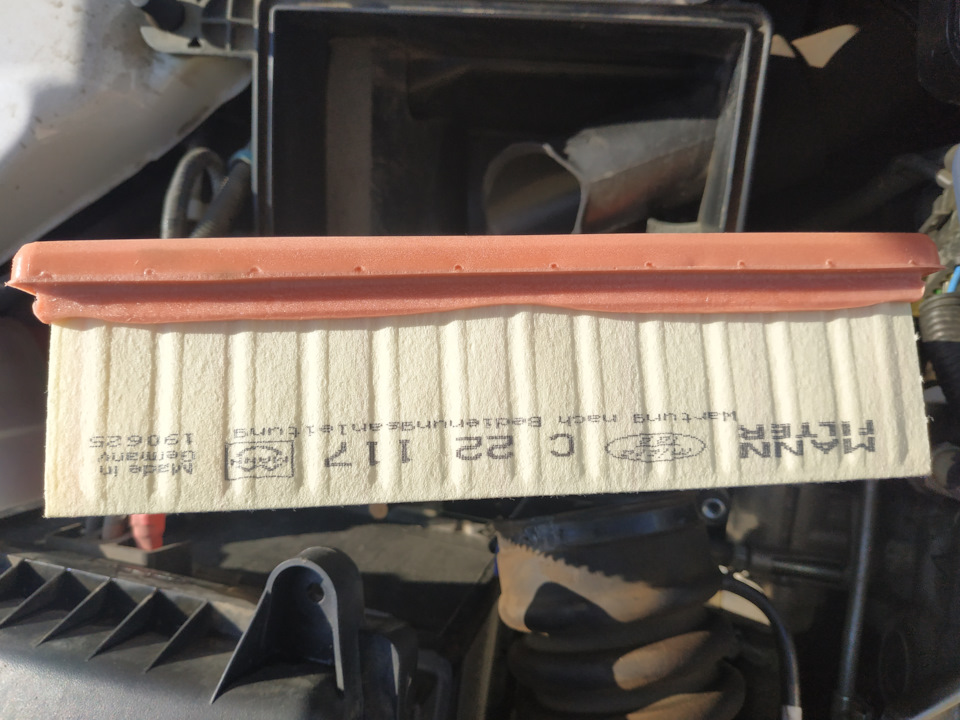 MANN
FILTER
C 22 117
Made in
Germany
190625
Wartung nach Bedienungsanleitung!